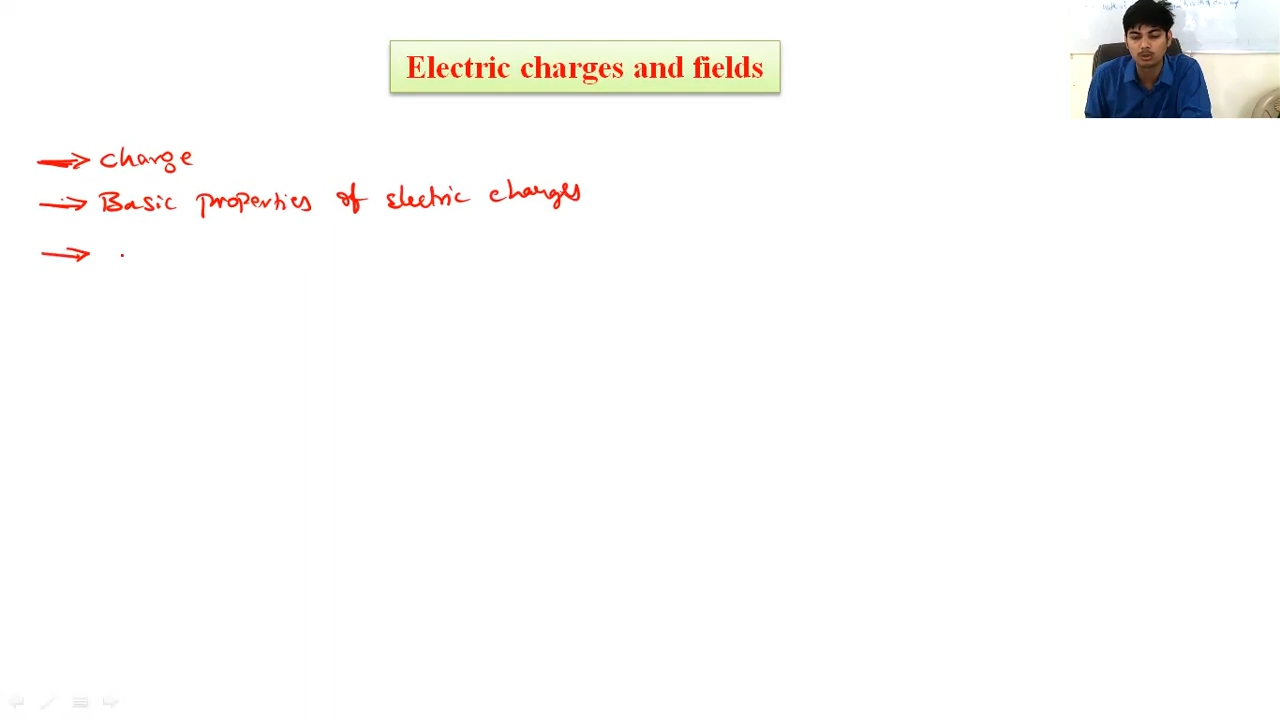 Electric charges and fields
→ charge
→ Basic properties of electric charges
→ .